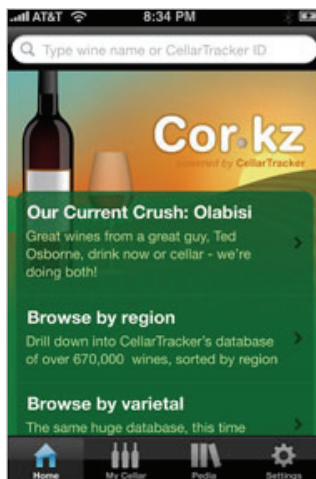 AT&T 8:34 PM
Type wine name or CellarTracker ID
Cor.kz
powered by CellarTracker
Our Current Crush: Olabisi
Great wines from a great guy, Ted
Osborne, drink now or cellar - we're
doing both!
Browse by region
Drill down into CellarTracker's database
of over 670,000 wines, sorted by region
Browse by varietal
The same huge database, this time
Home My Cellar Pedia Settings